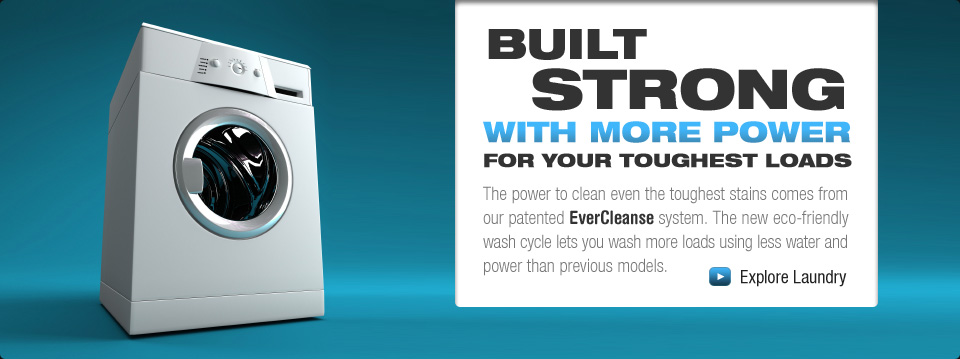 BUILT
STRONG
WITH MORE POWER
FOR YOUR TOUGHEST LOADS
The power to clean even the toughest stains comes from
our patented EverCleanse system. The new eco-friendly
wash cycle lets you wash more loads using less water and
power than previous models.
Explore Laundry